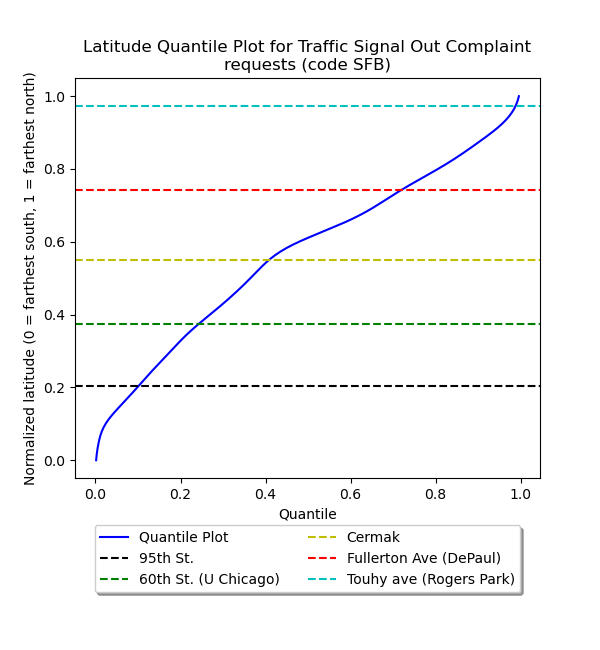 Latitude Quantile Plot for Traffic Signal Out Complaint
requests (code SFB)
Normalized latitude (0 = farthest south, 1 = farthest north)
1.0
0.8
0.6
0.4
0.2
0.0
0.0 0.2 0.4 0.6 0.8 1.0
Quantile
Quantile Plot
95th St.
60th St. (U Chicago)
Cermak
Fullerton Ave (DePaul)
Touhy ave (Rogers Park)